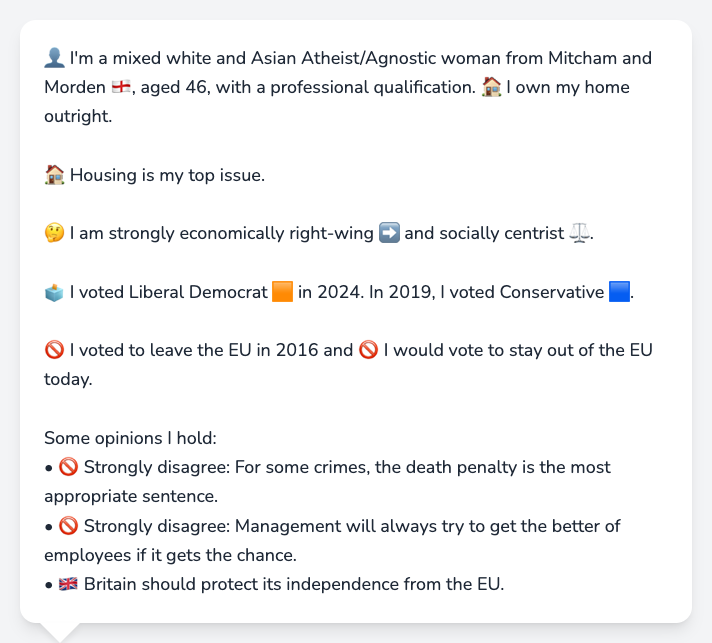 👤 I'm a mixed white and Asian Atheist/Agnostic woman from Mitcham and
Morden 🏴󠁧󠁢󠁥󠁮󠁧󠁿, aged 46, with a professional qualification. 🏠 I own my home
outright.
🏠 Housing is my top issue.
🤔 I am strongly economically right-wing ➡️ and socially centrist ⚖️.
🗳️ I voted Liberal Democrat 🟧 in 2024. In 2019, I voted Conservative 🟦.
🚫 I voted to leave the EU in 2016 and 🚫 I would vote to stay out of the EU
today.
Some opinions I hold:
• 🚫 Strongly disagree: For some crimes, the death penalty is the most
appropriate sentence.
• 🚫 Strongly disagree: Management will always try to get the better of
employees if it gets the chance.
• 🇬🇧 Britain should protect its independence from the EU.